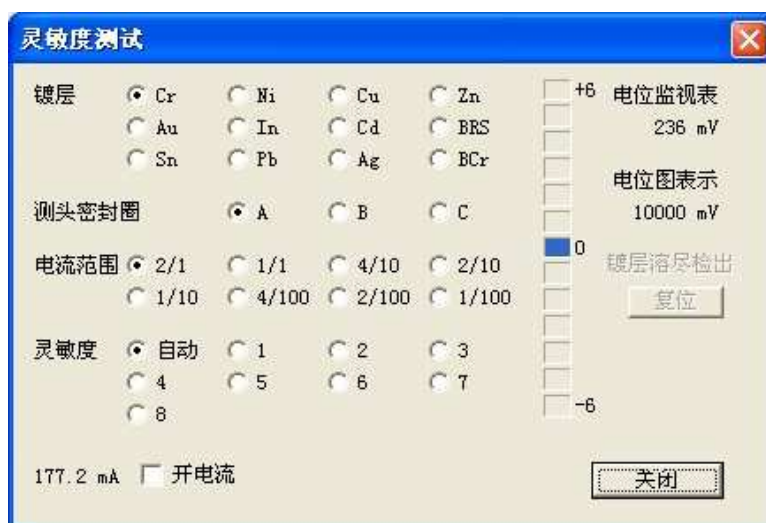 灵敏度测试
镀层 Cr Ni Cu Zn
Au In Cd BRS
Sn Pb Ag BCr
测头密封圈 A B C
电流范围 2/1 1/1 4/10 2/10
1/10 4/100 2/100 1/100
灵敏度 自动 1 2 3
4 5 6 7
8
177.2 mA 开电流
+6
0
-6
电位监视表
236 mV
电位图表示
10000 mV
镀层溶尽检出
复位
关闭